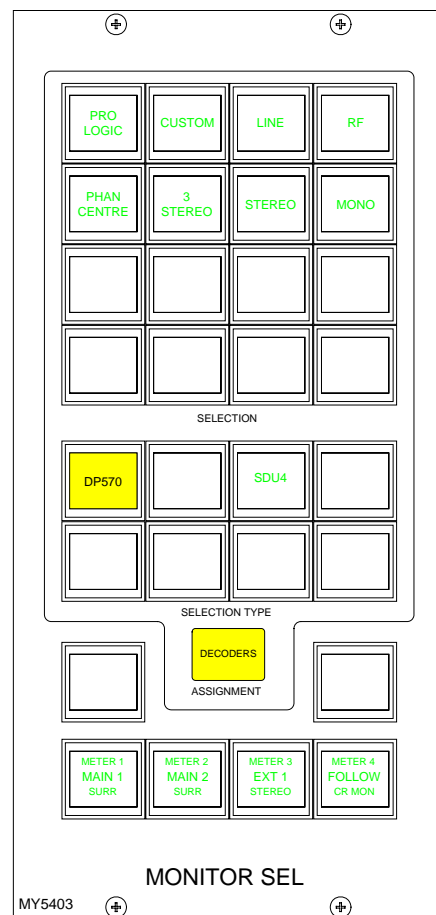 PRO
LOGIC
CUSTOM
LINE
RF
PHAN
CENTRE
3
STEREO
STEREO
MONO
SELECTION
DP570
SDU4
SELECTION TYPE
DECODERS
ASSIGNMENT
METER 1
MAIN 1
SURR
METER 2
MAIN 2
SURR
METER 3
EXT 1
STEREO
METER 4
FOLLOW
CR MON
MONITOR SEL
MY5403